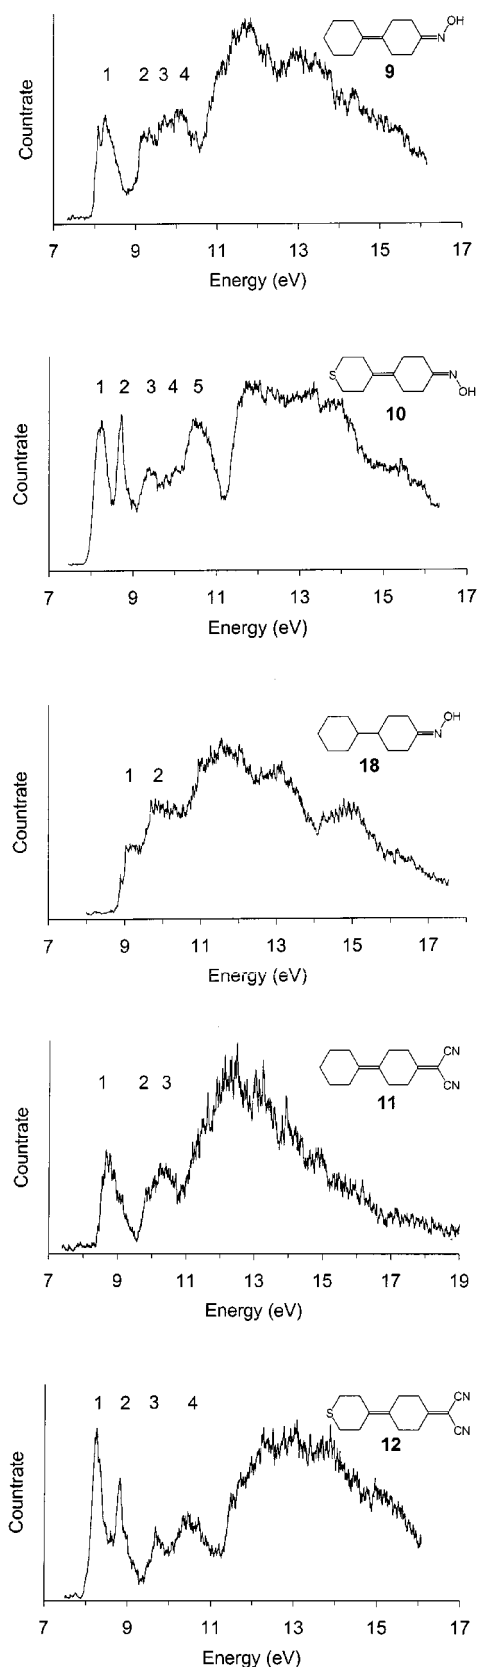 OH
N
9
1 2 3 4
Countrate
7 9 11 13 15 17
Energy (eV)
S
N
OH
10
1 2 3 4 5
Countrate
7 9 11 13 15 17
Energy (eV)
OH
N
18
1 2
Countrate
7 9 11 13 15 17
Energy (eV)
CN
CN
11
1 2 3
Countrate
7 9 11 13 15 17 19
Energy (eV)
CN
S
CN
12
1 2 3 4
Countrate
7 9 11 13 15 17
Energy (eV)